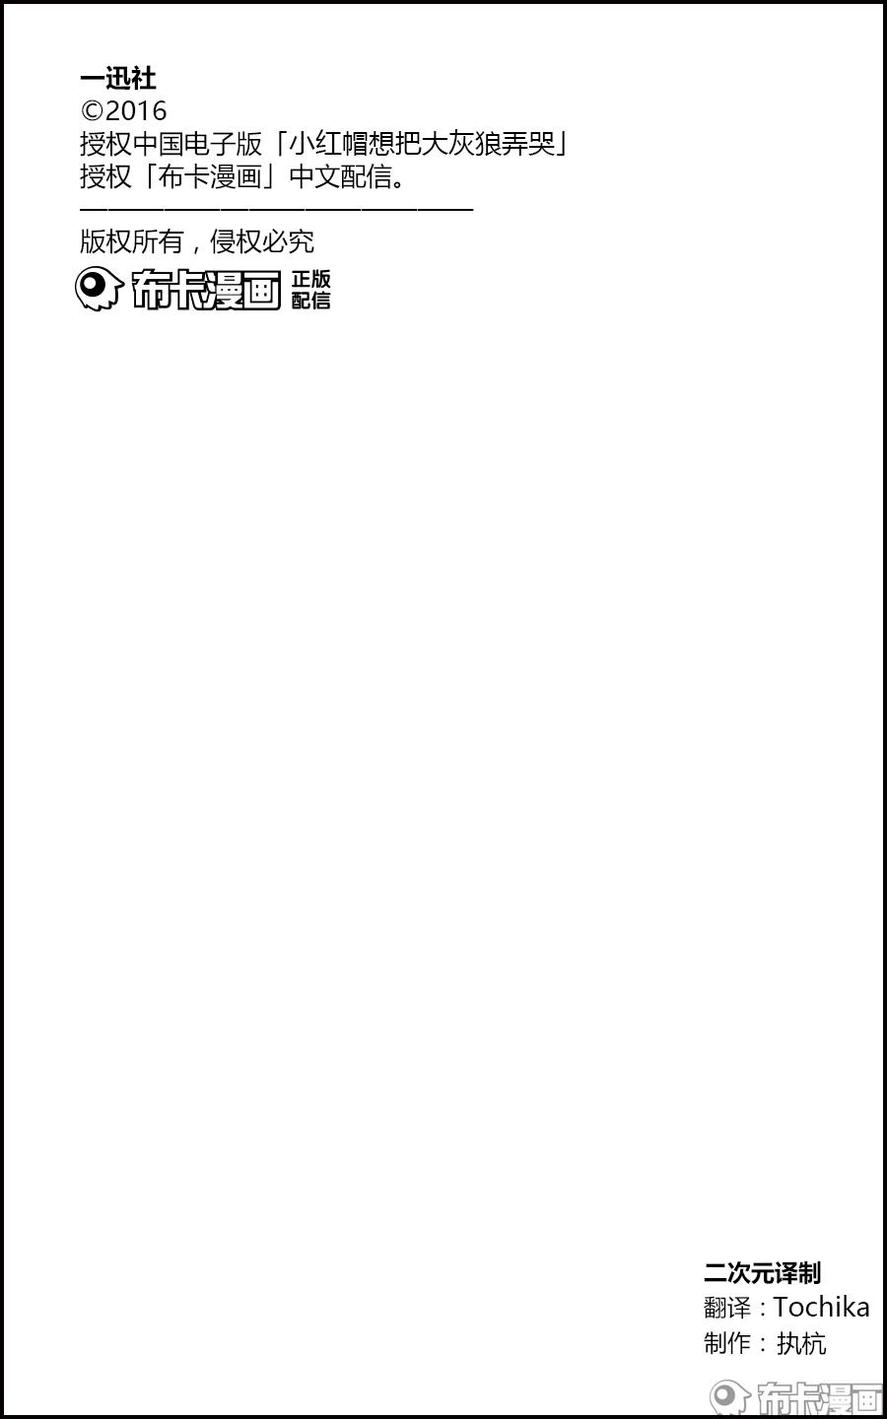 一迅社
©2016
授权中国电子版「小红帽想把大灰狼弄哭」
授权「布卡漫画」中文配信。
版权所有，侵权必究
布卡漫画 正版配信
二次元译制
翻译：Tochika
制作：执杭
布卡漫画